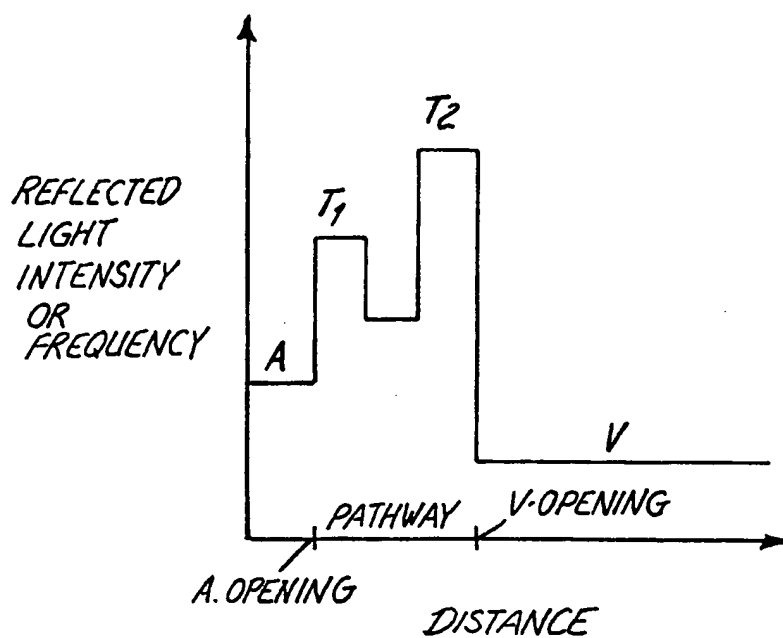 T2
REFLECTED
LIGHT
INTENSITY
OR
FREQUENCY
T1
A
V
PATHWAY
V-OPENING
A. OPENING
DISTANCE